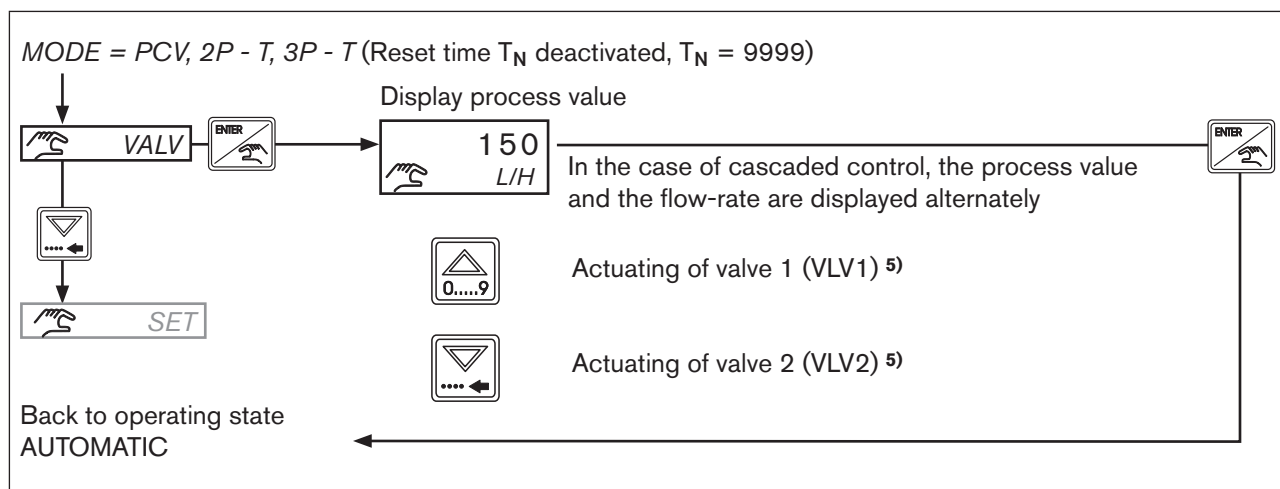 MODE = PCV, 2P - T, 3P - T (Reset time TN deactivated, TN = 9999)
Display process value
VALV
ENTER
150
L/H
ENTER
In the case of cascaded control, the process value
and the flow-rate are displayed alternately
.... 
0.....9
Actuating of valve 1 (VLV1) 5)
SET
....
Actuating of valve 2 (VLV2) 5)
Back to operating state
AUTOMATIC